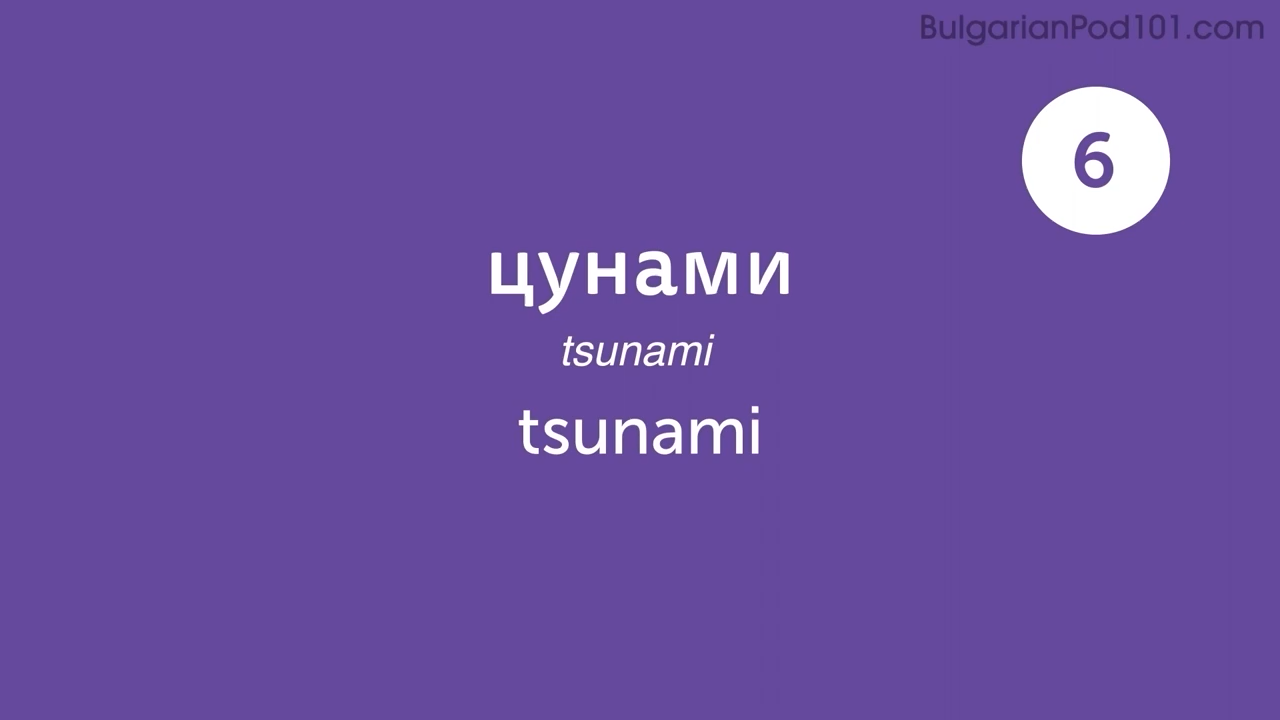 BulgarianPod101.com
6
цунами
tsunami
tsunami